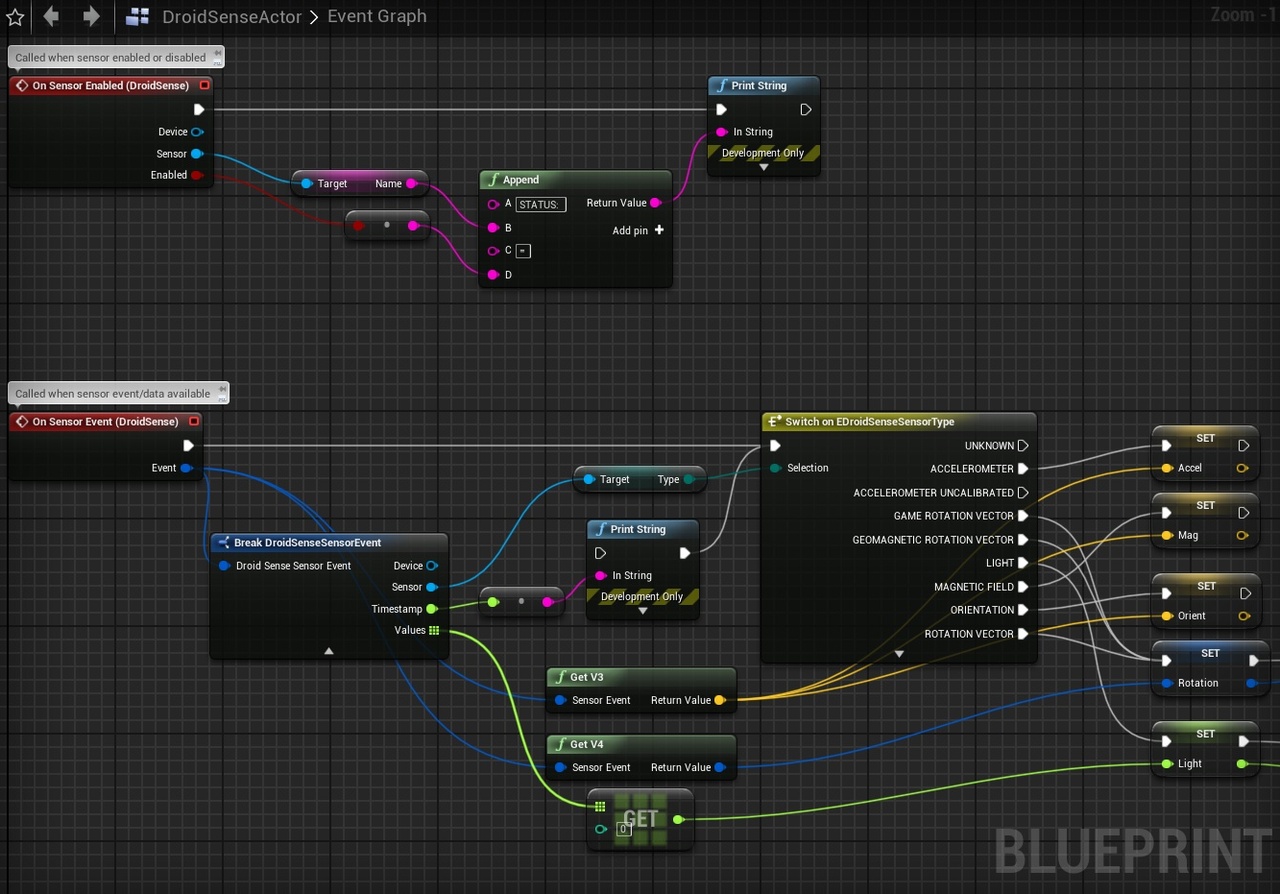 DroidSenseActor > Event Graph
Zoom -1
Called when sensor enabled or disabled
On Sensor Enabled (DroidSense)
Device
Sensor
Enabled
Target Name
f Append
A STATUS: Return Value
B
Add pin +
C =
D
f Print String
In String
Development Only
Called when sensor event/data available
On Sensor Event (DroidSense)
Event
Break DroidSenseSensorEvent
Droid Sense Sensor Event Device
Sensor
Timestamp
Values
Target Type
f Print String
In String
Development Only
f Get V3
Sensor Event Return Value
f Get V4
Sensor Event Return Value
GET
0
Switch on EDroidSenseSensorType
UNKNOWN
Selection ACCELEROMETER
ACCELEROMETER UNCALIBRATED
GAME ROTATION VECTOR
GEOMAGNETIC ROTATION VECTOR
LIGHT
MAGNETIC FIELD
ORIENTATION
ROTATION VECTOR
SET
Accel
SET
Mag
SET
Orient
SET
Rotation
SET
Light
BLUEPRINT